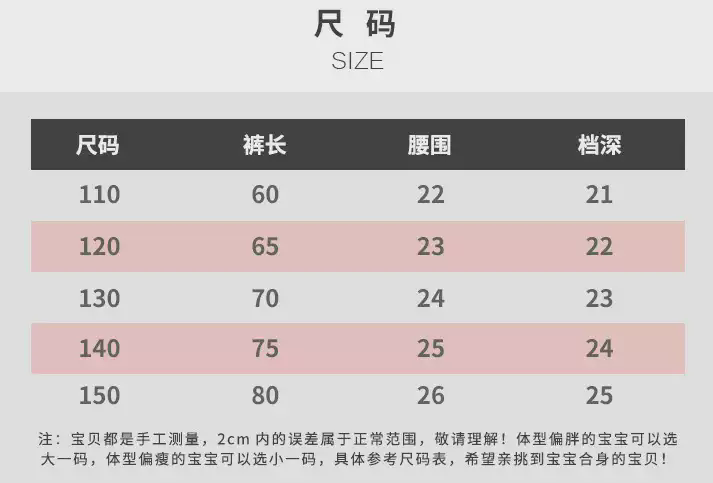 尺 码
SIZE
尺码 裤长 腰围 档深
110 60 22 21
120 65 23 22
130 70 24 23
140 75 25 24
150 80 26 25
注：宝贝都是手工测量，2cm 内的误差属于正常范围，敬请理解！体型偏胖的宝宝可以选
大一码，体型偏瘦的宝宝可以选小一码，具体参考尺码表，希望亲挑到宝宝合身的宝贝！